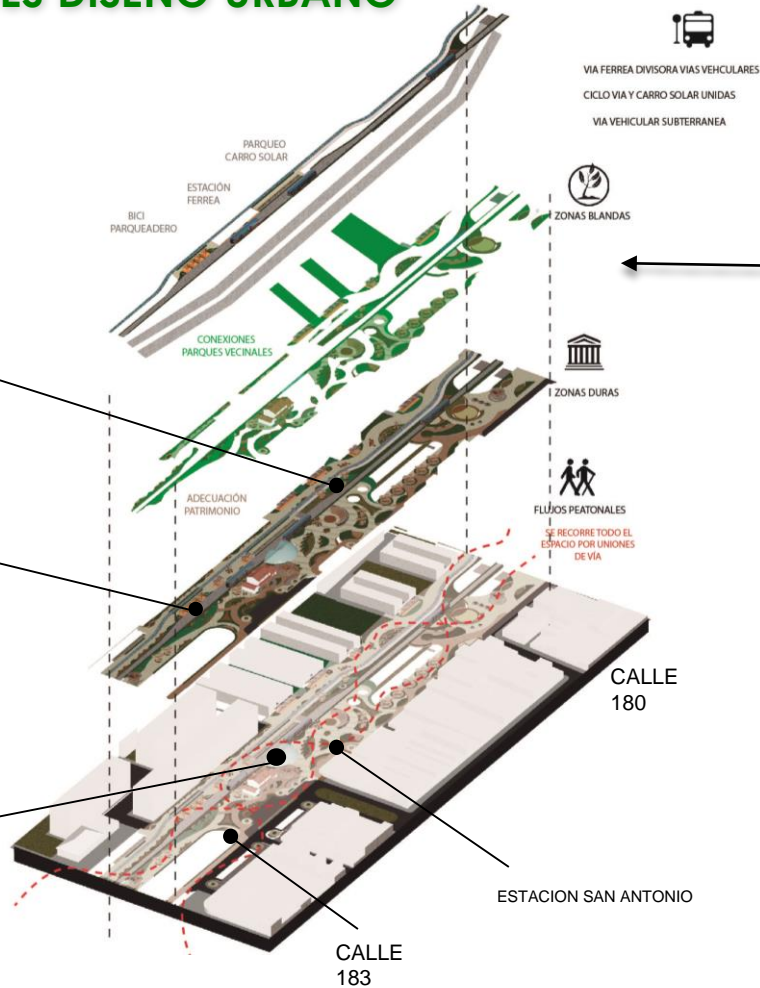 ES DISEÑO URBANO
VIA FERREA DIVISORA VIAS VEHCULARES
CICLO VIA Y CARRO SOLAR UNIDAS
VIA VEHICULAR SUBTERRANEA
PARQUEO
CARRO SOLAR
ESTACIÓN
FERREA
BICI
PARQUEADERO
ZONAS BLANDAS
CONEXIONES
PARQUES VECINALES
ZONAS DURAS
ADECUACIÓN
PATRIMONIO
FLUJOS PEATONALES
SE RECORRE TODO EL
ESPACIO POR UNIONES
DE VÍA
CALLE
180
ESTACION SAN ANTONIO
CALLE
183